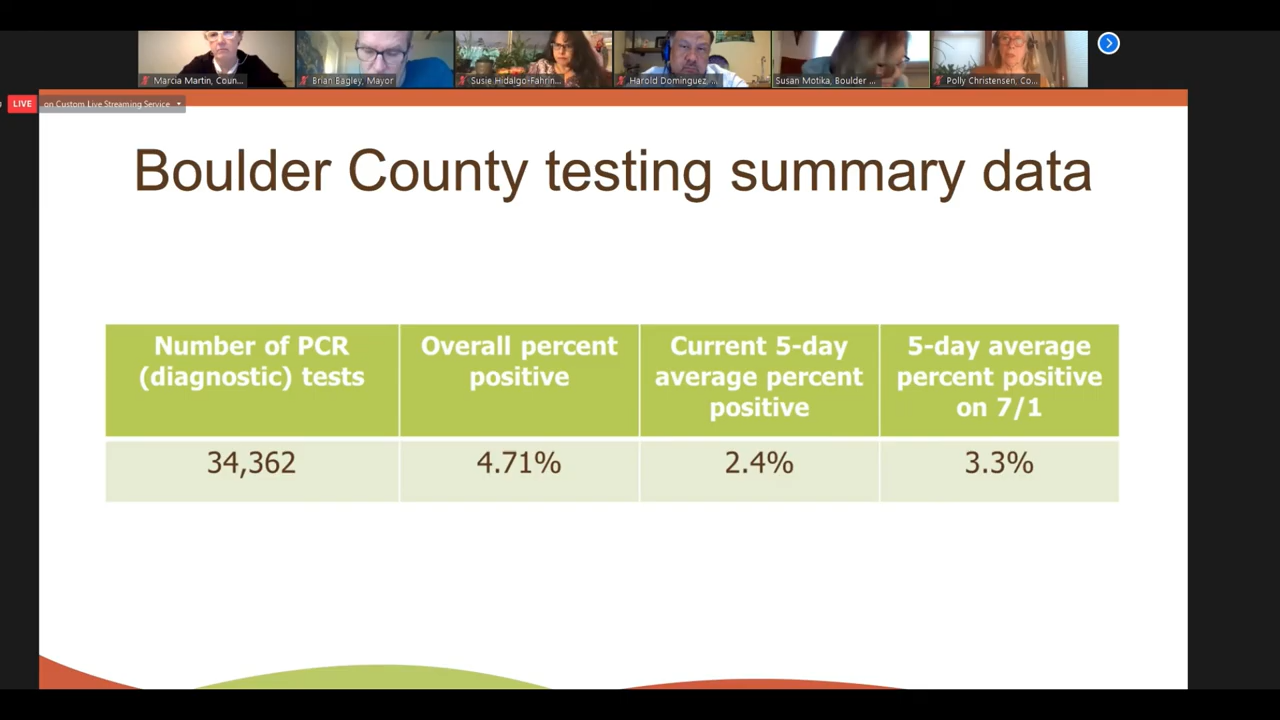 Marcia Martin, Coun...
Brian Bagley, Mayor
Susie Hidalgo-Fahrin...
Harold Dominguez, ...
Susan Motika, Boulder ...
Polly Christensen, Co...
LIVE on Custom Live Streaming Service
Boulder County testing summary data
Number of PCR
(diagnostic) tests
Overall percent
positive
Current 5-day
average percent
positive
5-day average
percent positive
on 7/1
34,362
4.71%
2.4%
3.3%